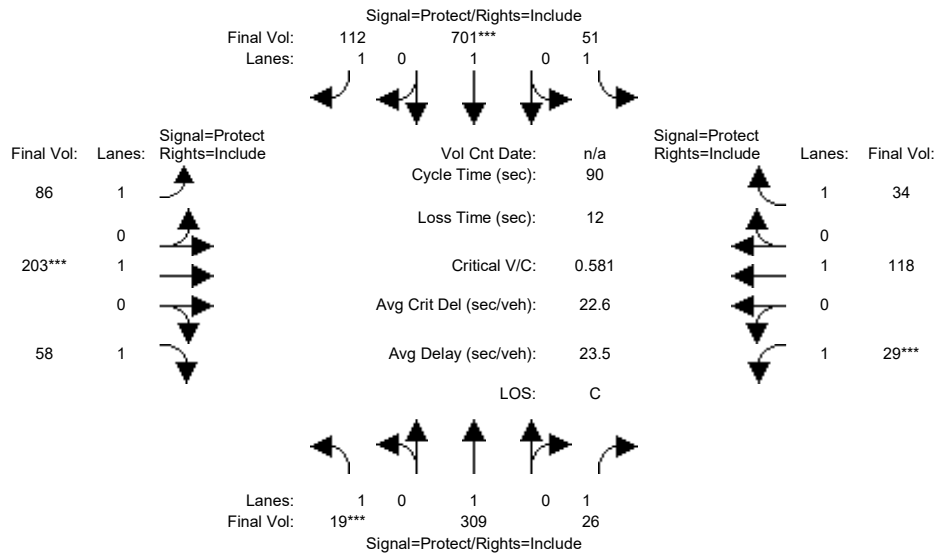 Signal=Protect/Rights=Include
Final Vol: 112 701*** 51
Lanes: 1 0 1 0 1
Signal=Protect
Final Vol: Lanes: Rights=Include
Vol Cnt Date: n/a
Signal=Protect
Rights=Include Lanes: Final Vol:
Cycle Time (sec): 90
86 1
1 34
Loss Time (sec): 12
0
0
203*** 1
Critical V/C: 0.581
1 118
0
Avg Crit Del (sec/veh): 22.6
0
58 1
Avg Delay (sec/veh): 23.5
1 29***
LOS: C
Lanes: 1 0 1 0 1
Final Vol: 19*** 309 26
Signal=Protect/Rights=Include